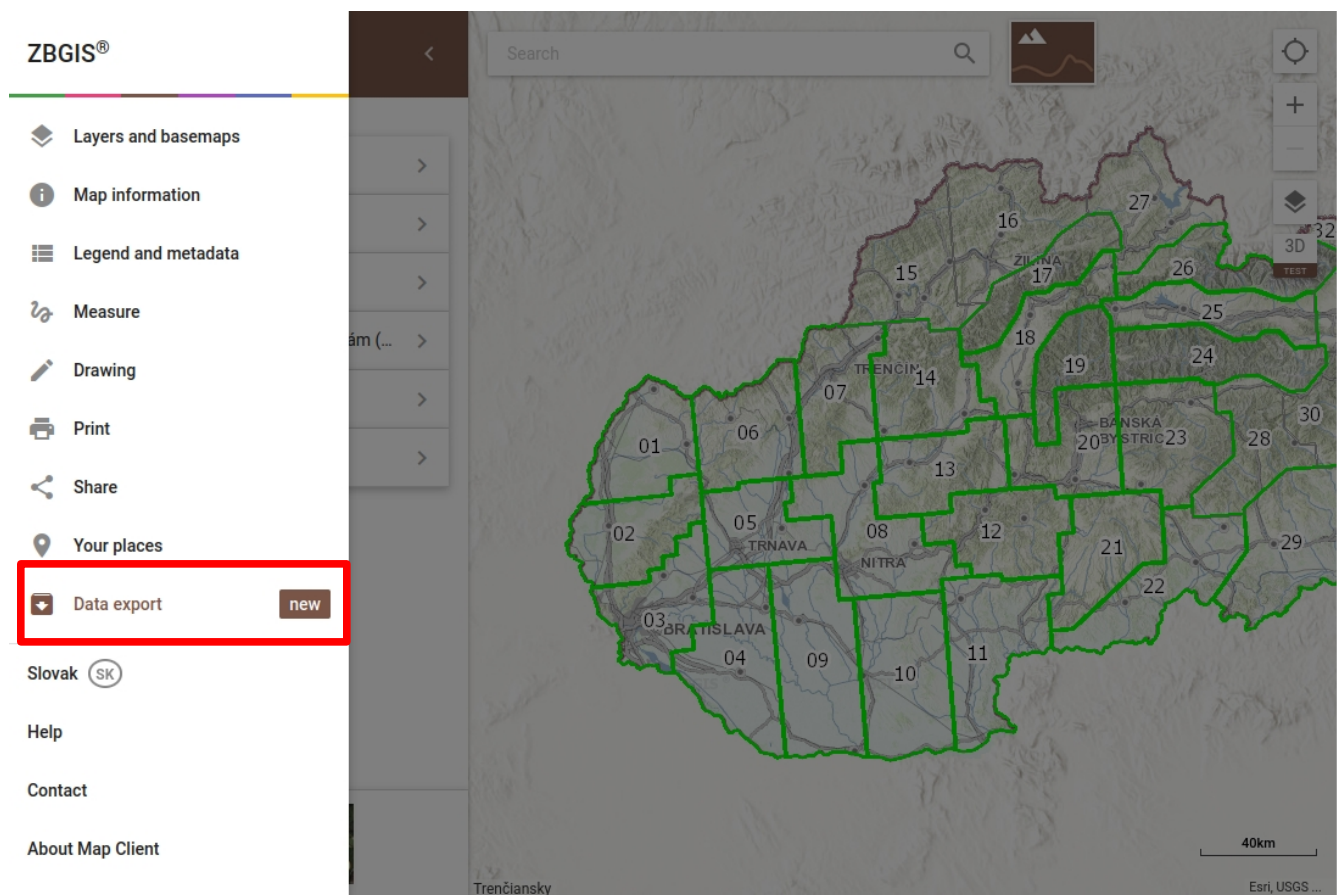 ZBGIS®
Layers and basemaps
Map information
Legend and metadata
Measure
Drawing
Print
Share
Your places
Data export new
Slovak SK
Help
Contact
About Map Client
ám (...
Search
3D
TEST
27
16
32
ŽILINA
17
26
15
25
18
24
19
TRENČÍN
14
07
30
BANSKA
BYSTRIC
20
23
28
06
01
13
05
08
12
02
TRNAVA
NITRA
21
29
22
03
BRATISLAVA
04
09
10
11
40km
Trenčiansky
Esri, USGS ...